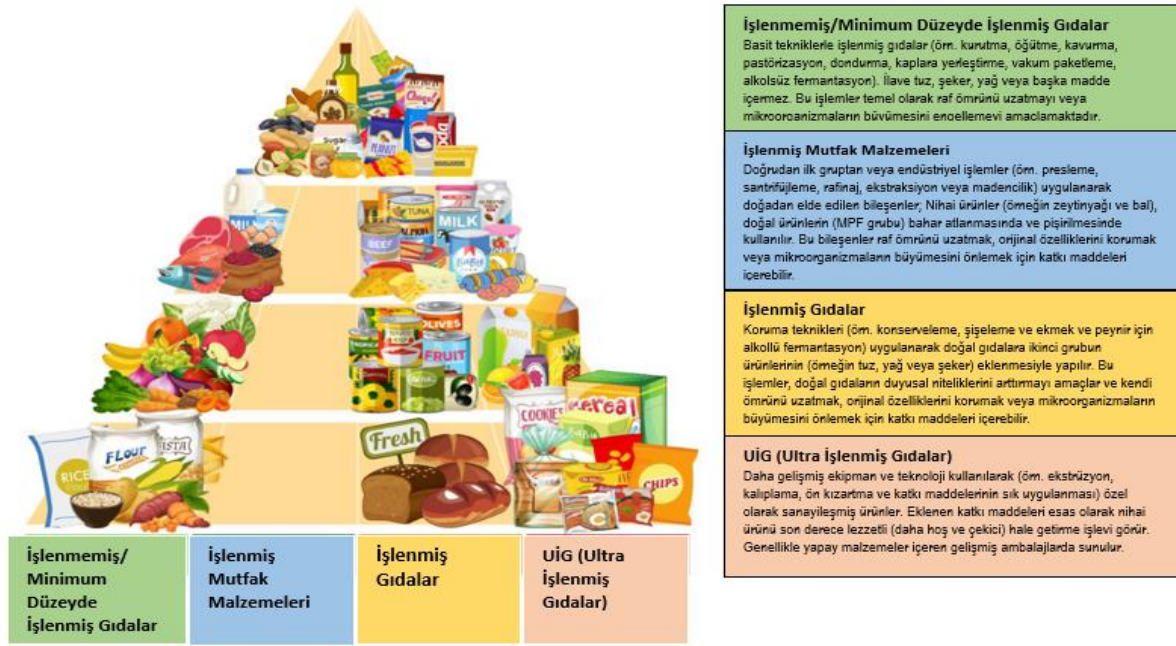 Sugar
PEANUT
MILK
TUNA
BEEF
MILK
OLIVES
FRUIT
COOKIES
cereal
RICE
FLOUR
Fresh
CHIPS
İşlenmemiş/
Minimum
Düzeyde
İşlenmiş Gıdalar
İşlenmiş
Mutfak
Malzemeleri
İşlenmiş
Gıdalar
UİG (Ultra
İşlenmiş
Gıdalar)
İşlenmemiş/Minimum Düzeyde İşlenmiş Gıdalar
Basit tekniklerle işlenmiş gıdalar (örn. kurutma, öğütme, kavurma,
pastörizasyon, dondurma, kaplara yerleştirme, vakum paketleme,
alkolsüz fermantasyon). İlave tuz, şeker, yağ veya başka madde
içermez. Bu işlemler temel olarak raf ömrünü uzatmayı veya
mikroorganizmaların büyümesini engellemeyi amaçlamaktadır.
İşlenmiş Mutfak Malzemeleri
Doğrudan ilk gruptan veya endüstriyel işlemler (örn. presleme,
santrifüjleme, rafinaj, ekstraksiyon veya madencilik) uygulanarak
doğadan elde edilen bileşenler; Nihai ürünler (örneğin zeytinyağı ve bal),
doğal ürünlerin (MPF grubu) bahar atlanmasında ve pişirilmesinde
kullanılır. Bu bileşenler raf ömrünü uzatmak, orijinal özelliklerini korumak
veya mikroorganizmaların büyümesini önlemek için katkı maddeleri
içerebilir.
İşlenmiş Gıdalar
Koruma teknikleri (örn. konserveleme, şişeleme ve ekmek ve peynir için
alkollü fermantasyon) uygulanarak doğal gıdalara ikinci grubun
ürünlerinin (örneğin tuz, yağ veya şeker) eklenmesiyle yapılır. Bu
işlemler, doğal gıdaların duyusal niteliklerini arttırmayı amaçlar ve kendi
ömrünü uzatmak, orijinal özelliklerini korumak veya mikroorganizmaların
büyümesini önlemek için katkı maddeleri içerebilir.
UİG (Ultra İşlenmiş Gıdalar)
Daha gelişmiş ekipman ve teknoloji kullanılarak (örn. ekstrüzyon,
kalıplama, ön kızartma ve katkı maddelerinin sık uygulanması) özel
olarak sanayileşmiş ürünler. Eklenen katkı maddeleri esas olarak nihai
ürünü son derece lezzetli (daha hoş ve çekici) hale getirme işlevi görür.
Genellikle yapay malzemeler içeren gelişmiş ambalajlarda sunulur.